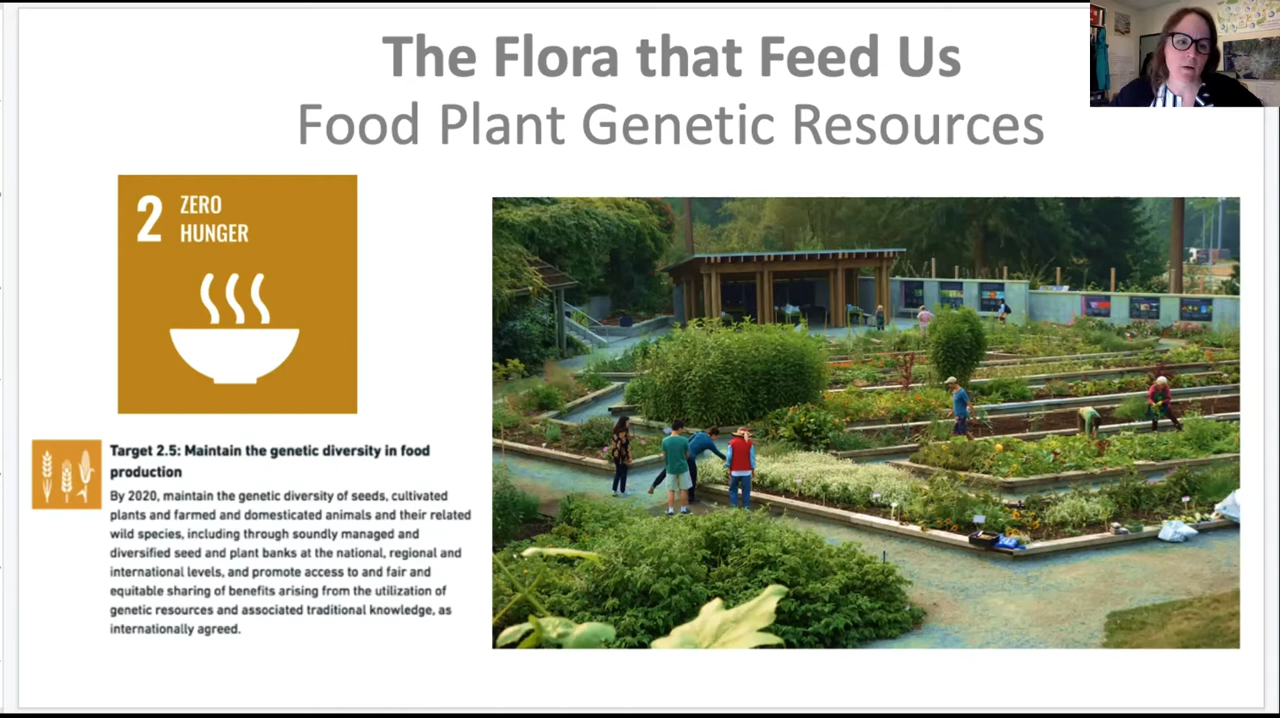 The Flora that Feed Us
Food Plant Genetic Resources
2 ZERO
HUNGER
Target 2.5: Maintain the genetic diversity in food
production
By 2020, maintain the genetic diversity of seeds, cultivated
plants and farmed and domesticated animals and their related
wild species, including through soundly managed and
diversified seed and plant banks at the national, regional and
international levels, and promote access to and fair and
equitable sharing of benefits arising from the utilization of
genetic resources and associated traditional knowledge, as
internationally agreed.